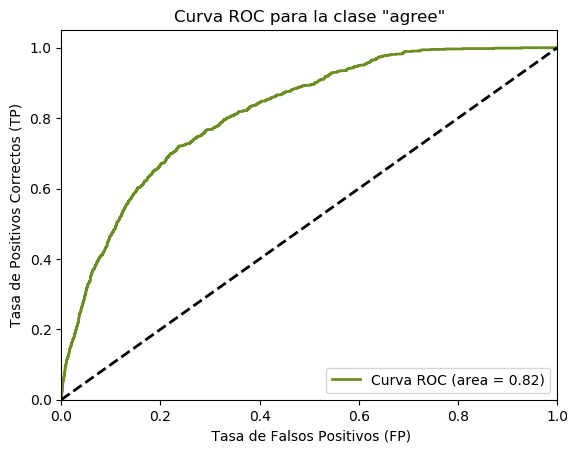 Curva ROC para la clase "agree"
1.0
0.8
0.6
0.4
0.2
0.0
Tasa de Positivos Correctos (TP)
Curva ROC (area = 0.82)
0.0 0.2 0.4 0.6 0.8 1.0
Tasa de Falsos Positivos (FP)